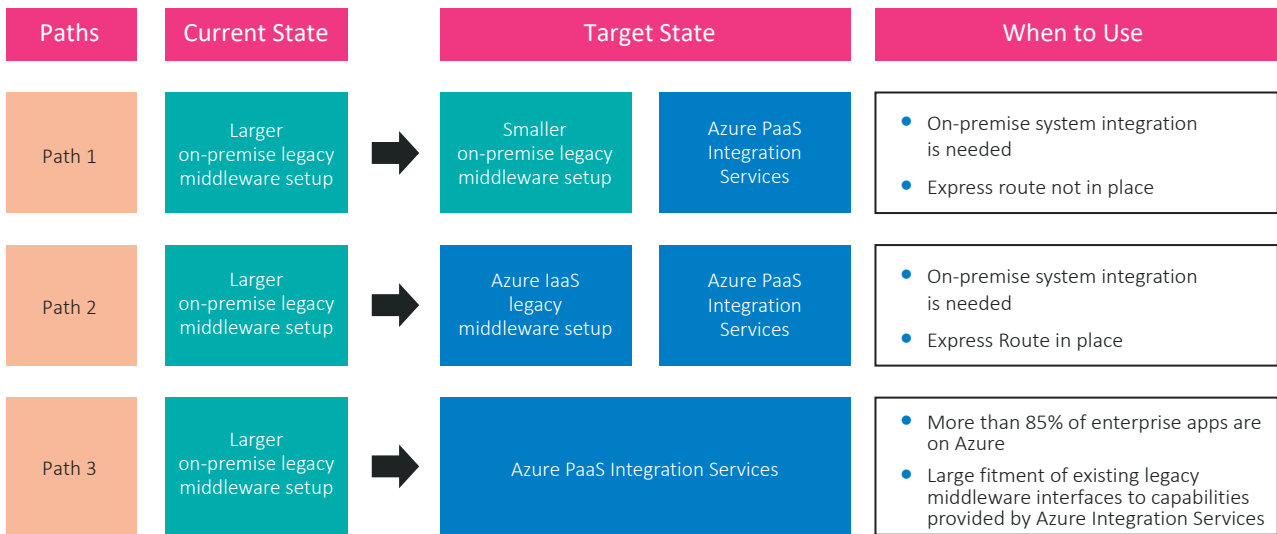 Paths
Current State
Target State
When to Use
Path 1
Larger
on-premise legacy
middleware setup
Smaller
on-premise legacy
middleware setup
Azure PaaS
Integration
Services
On-premise system integration
is needed
Express route not in place
Path 2
Larger
on-premise legacy
middleware setup
Azure IaaS
legacy
middleware setup
Azure PaaS
Integration
Services
On-premise system integration
is needed
Express Route in place
Path 3
Larger
on-premise legacy
middleware setup
Azure PaaS Integration Services
More than 85% of enterprise apps are
on Azure
Large fitment of existing legacy
middleware interfaces to capabilities
provided by Azure Integration Services